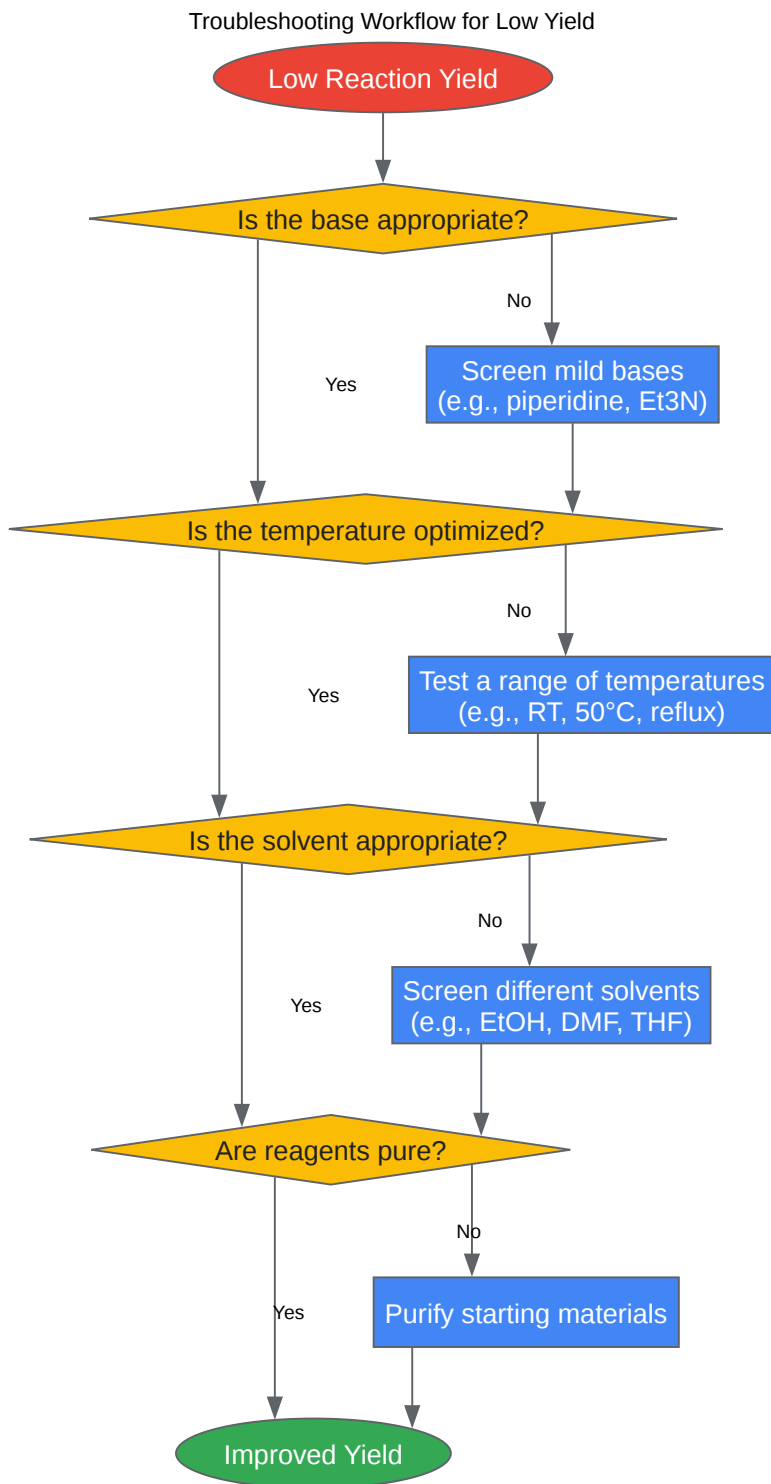 Troubleshooting Workflow for Low Yield
Low Reaction Yield
Is the base appropriate?
No
Yes
Screen mild bases
(e.g., piperidine, Et3N)
Is the temperature optimized?
No
Yes
Test a range of temperatures
(e.g., RT, 50°C, reflux)
Is the solvent appropriate?
No
Yes
Screen different solvents
(e.g., EtOH, DMF, THF)
Are reagents pure?
No
Yes
Purify starting materials
Improved Yield